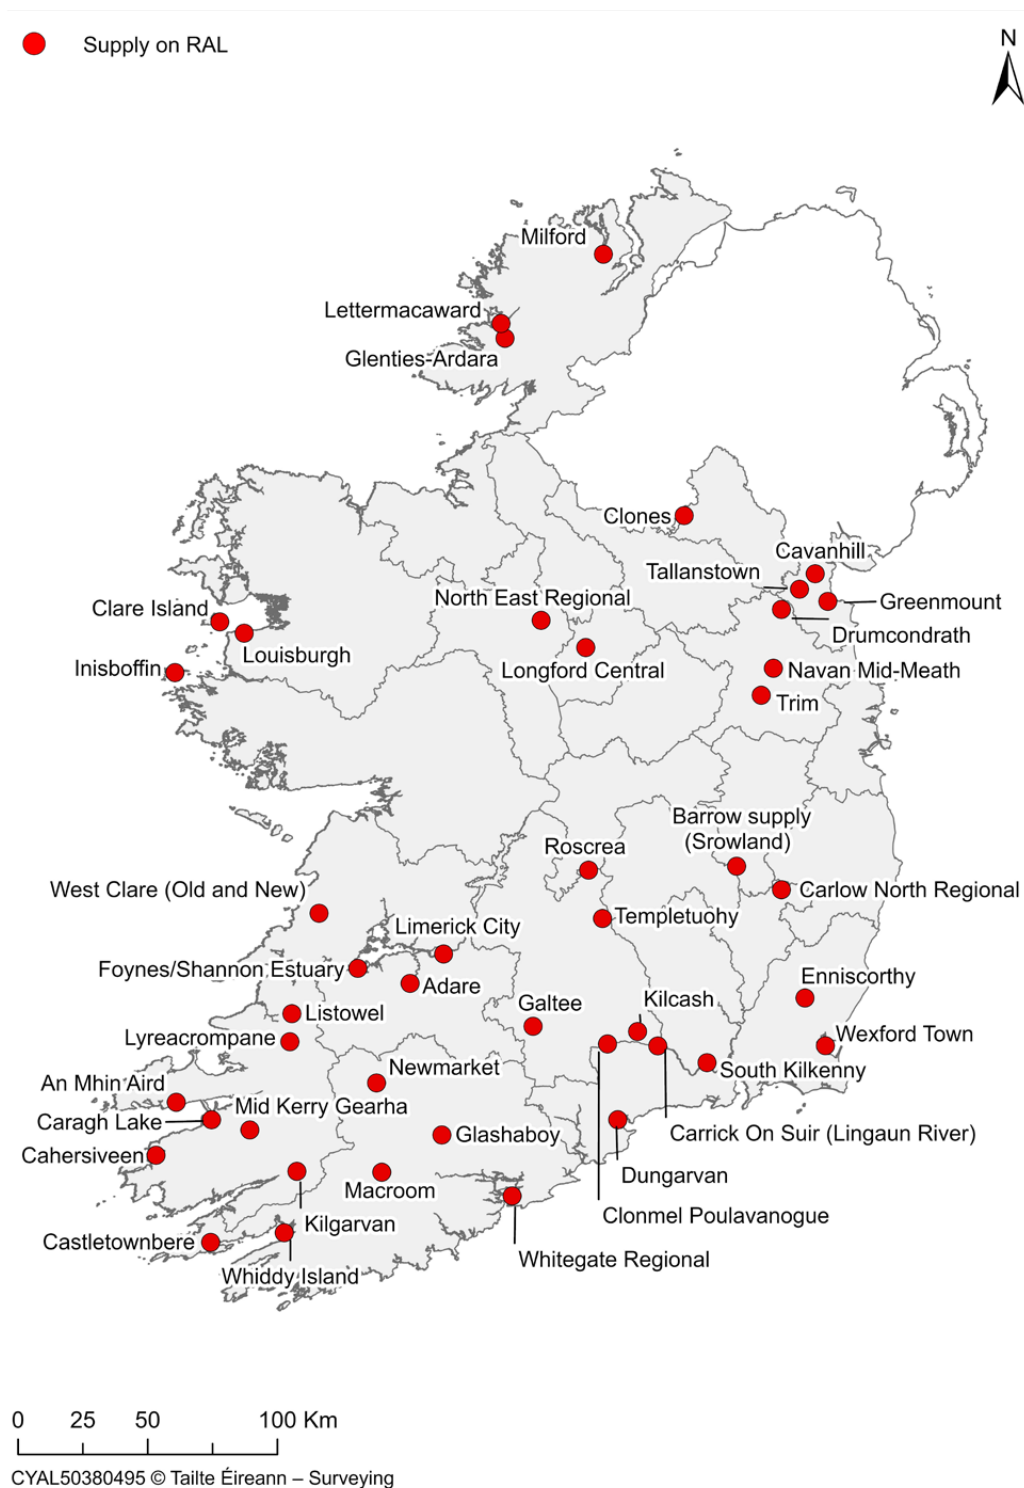 N
Supply on RAL
Milford
Lettermacaward
Glenties-Ardara
Clones
Cavanhill
Tallanstown
North East Regional
Greenmount
Clare Island
Drumcondrath
Louisburgh
Longford Central
Inisboffin
Navan Mid-Meath
Trim
Barrow supply
(Srowland)
Roscrea
West Clare (Old and New)
Carlow North Regional
Templetuohy
Limerick City
Foynes/Shannon Estuary
Enniscorthy
Adare
Kilcash
Galtee
Listowel
Wexford Town
Lyreacrompane
Newmarket
South Kilkenny
An Mhin Aird
Mid Kerry Gearha
Caragh Lake
Carrick On Suir (Lingaun River)
Glashaboy
Cahersiveen
Dungarvan
Macroom
Clonmel Poulavanogue
Kilgarvan
Castletownbere
Whitegate Regional
Whiddy Island
0 25 50 100 Km
CYAL50380495 © Tailte Éireann – Surveying